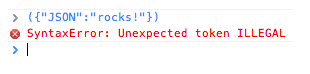 > ({"JSON":"rocks!"})
SyntaxError: Unexpected token ILLEGAL
>